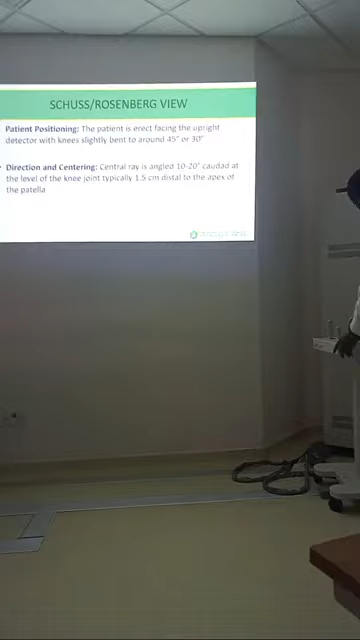 SCHUSS/ROSENBERG VIEW
Patient Positioning: The patient is erect facing the upright
detector with knees slightly bent to around 45° or 30°
Direction and Centering: Central ray is angled 10-20° caudad at
the level of the knee joint typically 1.5 cm distal to the apex of
the patella